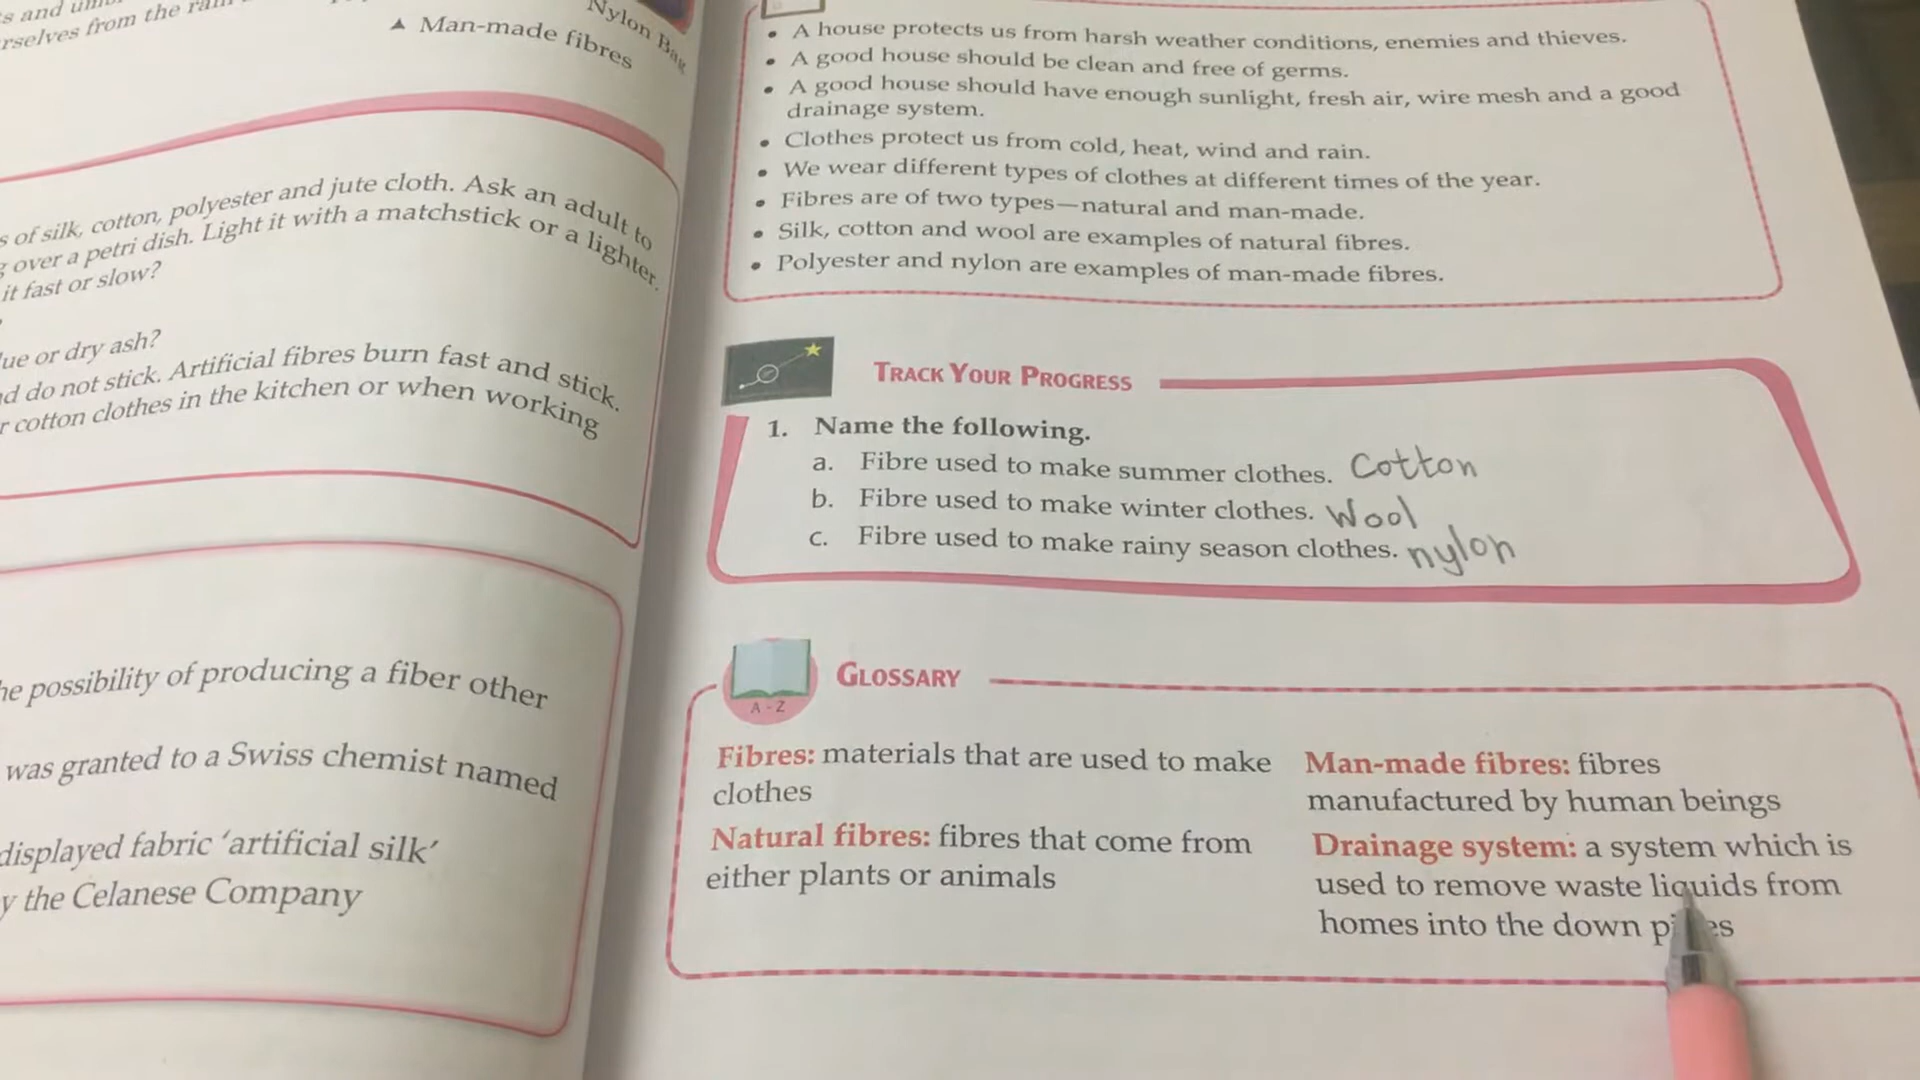 s and
rselves from the
▲ Man-made fibres
Nylon Bag
s of silk, cotton, polyester and jute cloth. Ask an adult to
g over a petri dish. Light it with a matchstick or a lighter.
it fast or slow?
lue or dry ash?
d do not stick. Artificial fibres burn fast and stick.
r cotton clothes in the kitchen or when working
he possibility of producing a fiber other
was granted to a Swiss chemist named
displayed fabric ‘artificial silk’
y the Celanese Company
• A house protects us from harsh weather conditions, enemies and thieves.
• A good house should be clean and free of germs.
• A good house should have enough sunlight, fresh air, wire mesh and a good
drainage system.
• Clothes protect us from cold, heat, wind and rain.
• We wear different types of clothes at different times of the year.
• Fibres are of two types—natural and man-made.
• Silk, cotton and wool are examples of natural fibres.
• Polyester and nylon are examples of man-made fibres.
TRACK YOUR PROGRESS
1. Name the following.
a. Fibre used to make summer clothes. Cotton
b. Fibre used to make winter clothes. Wool
c. Fibre used to make rainy season clothes. nylon
A - Z
GLOSSARY
Fibres: materials that are used to make
clothes
Natural fibres: fibres that come from
either plants or animals
Man-made fibres: fibres
manufactured by human beings
Drainage system: a system which is
used to remove waste liquids from
homes into the down